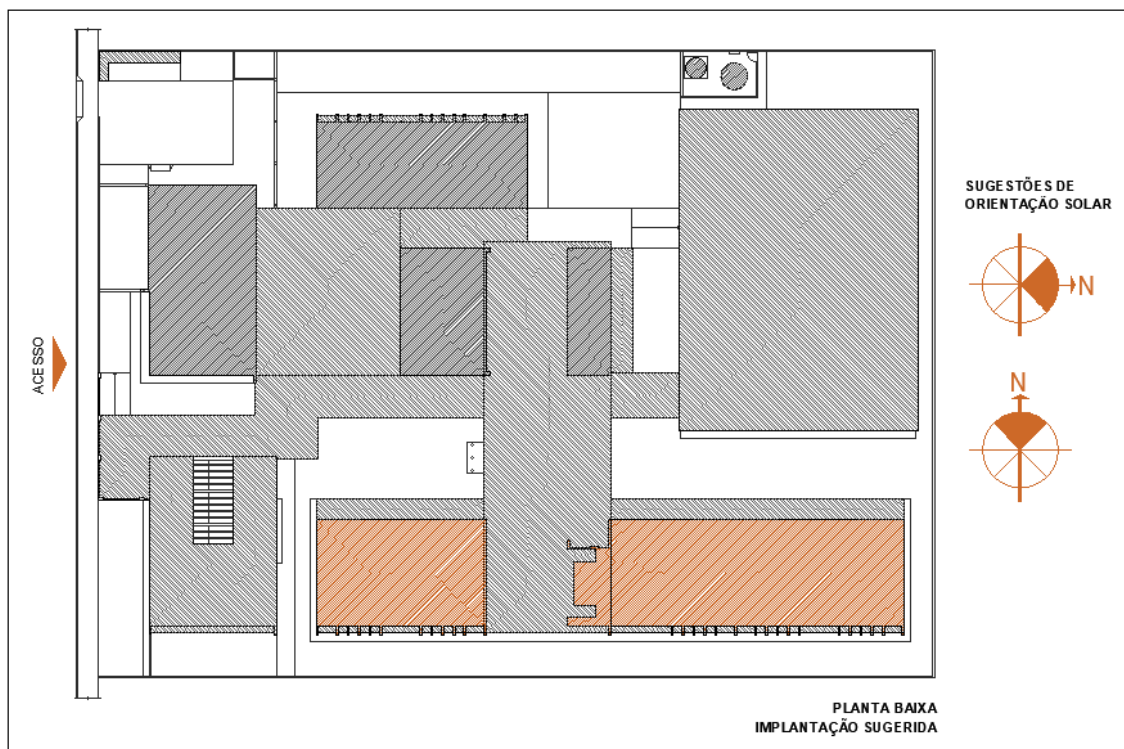 ACESSO
SUGESTÕES DE
ORIENTAÇÃO SOLAR
N
N
PLANTA BAIXA
IMPLANTAÇÃO SUGERIDA